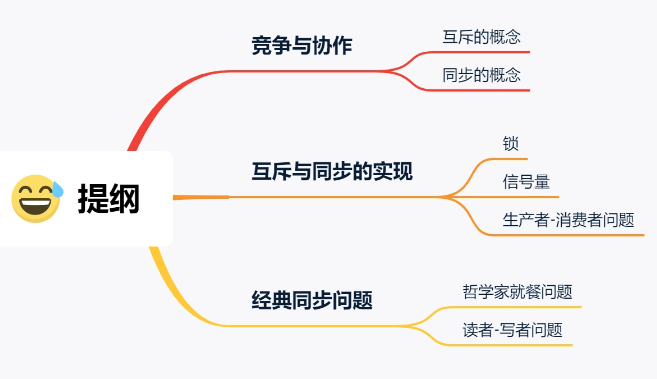 提纲
竞争与协作
互斥的概念
同步的概念
互斥与同步的实现
锁
信号量
生产者-消费者问题
经典同步问题
哲学家就餐问题
读者-写者问题